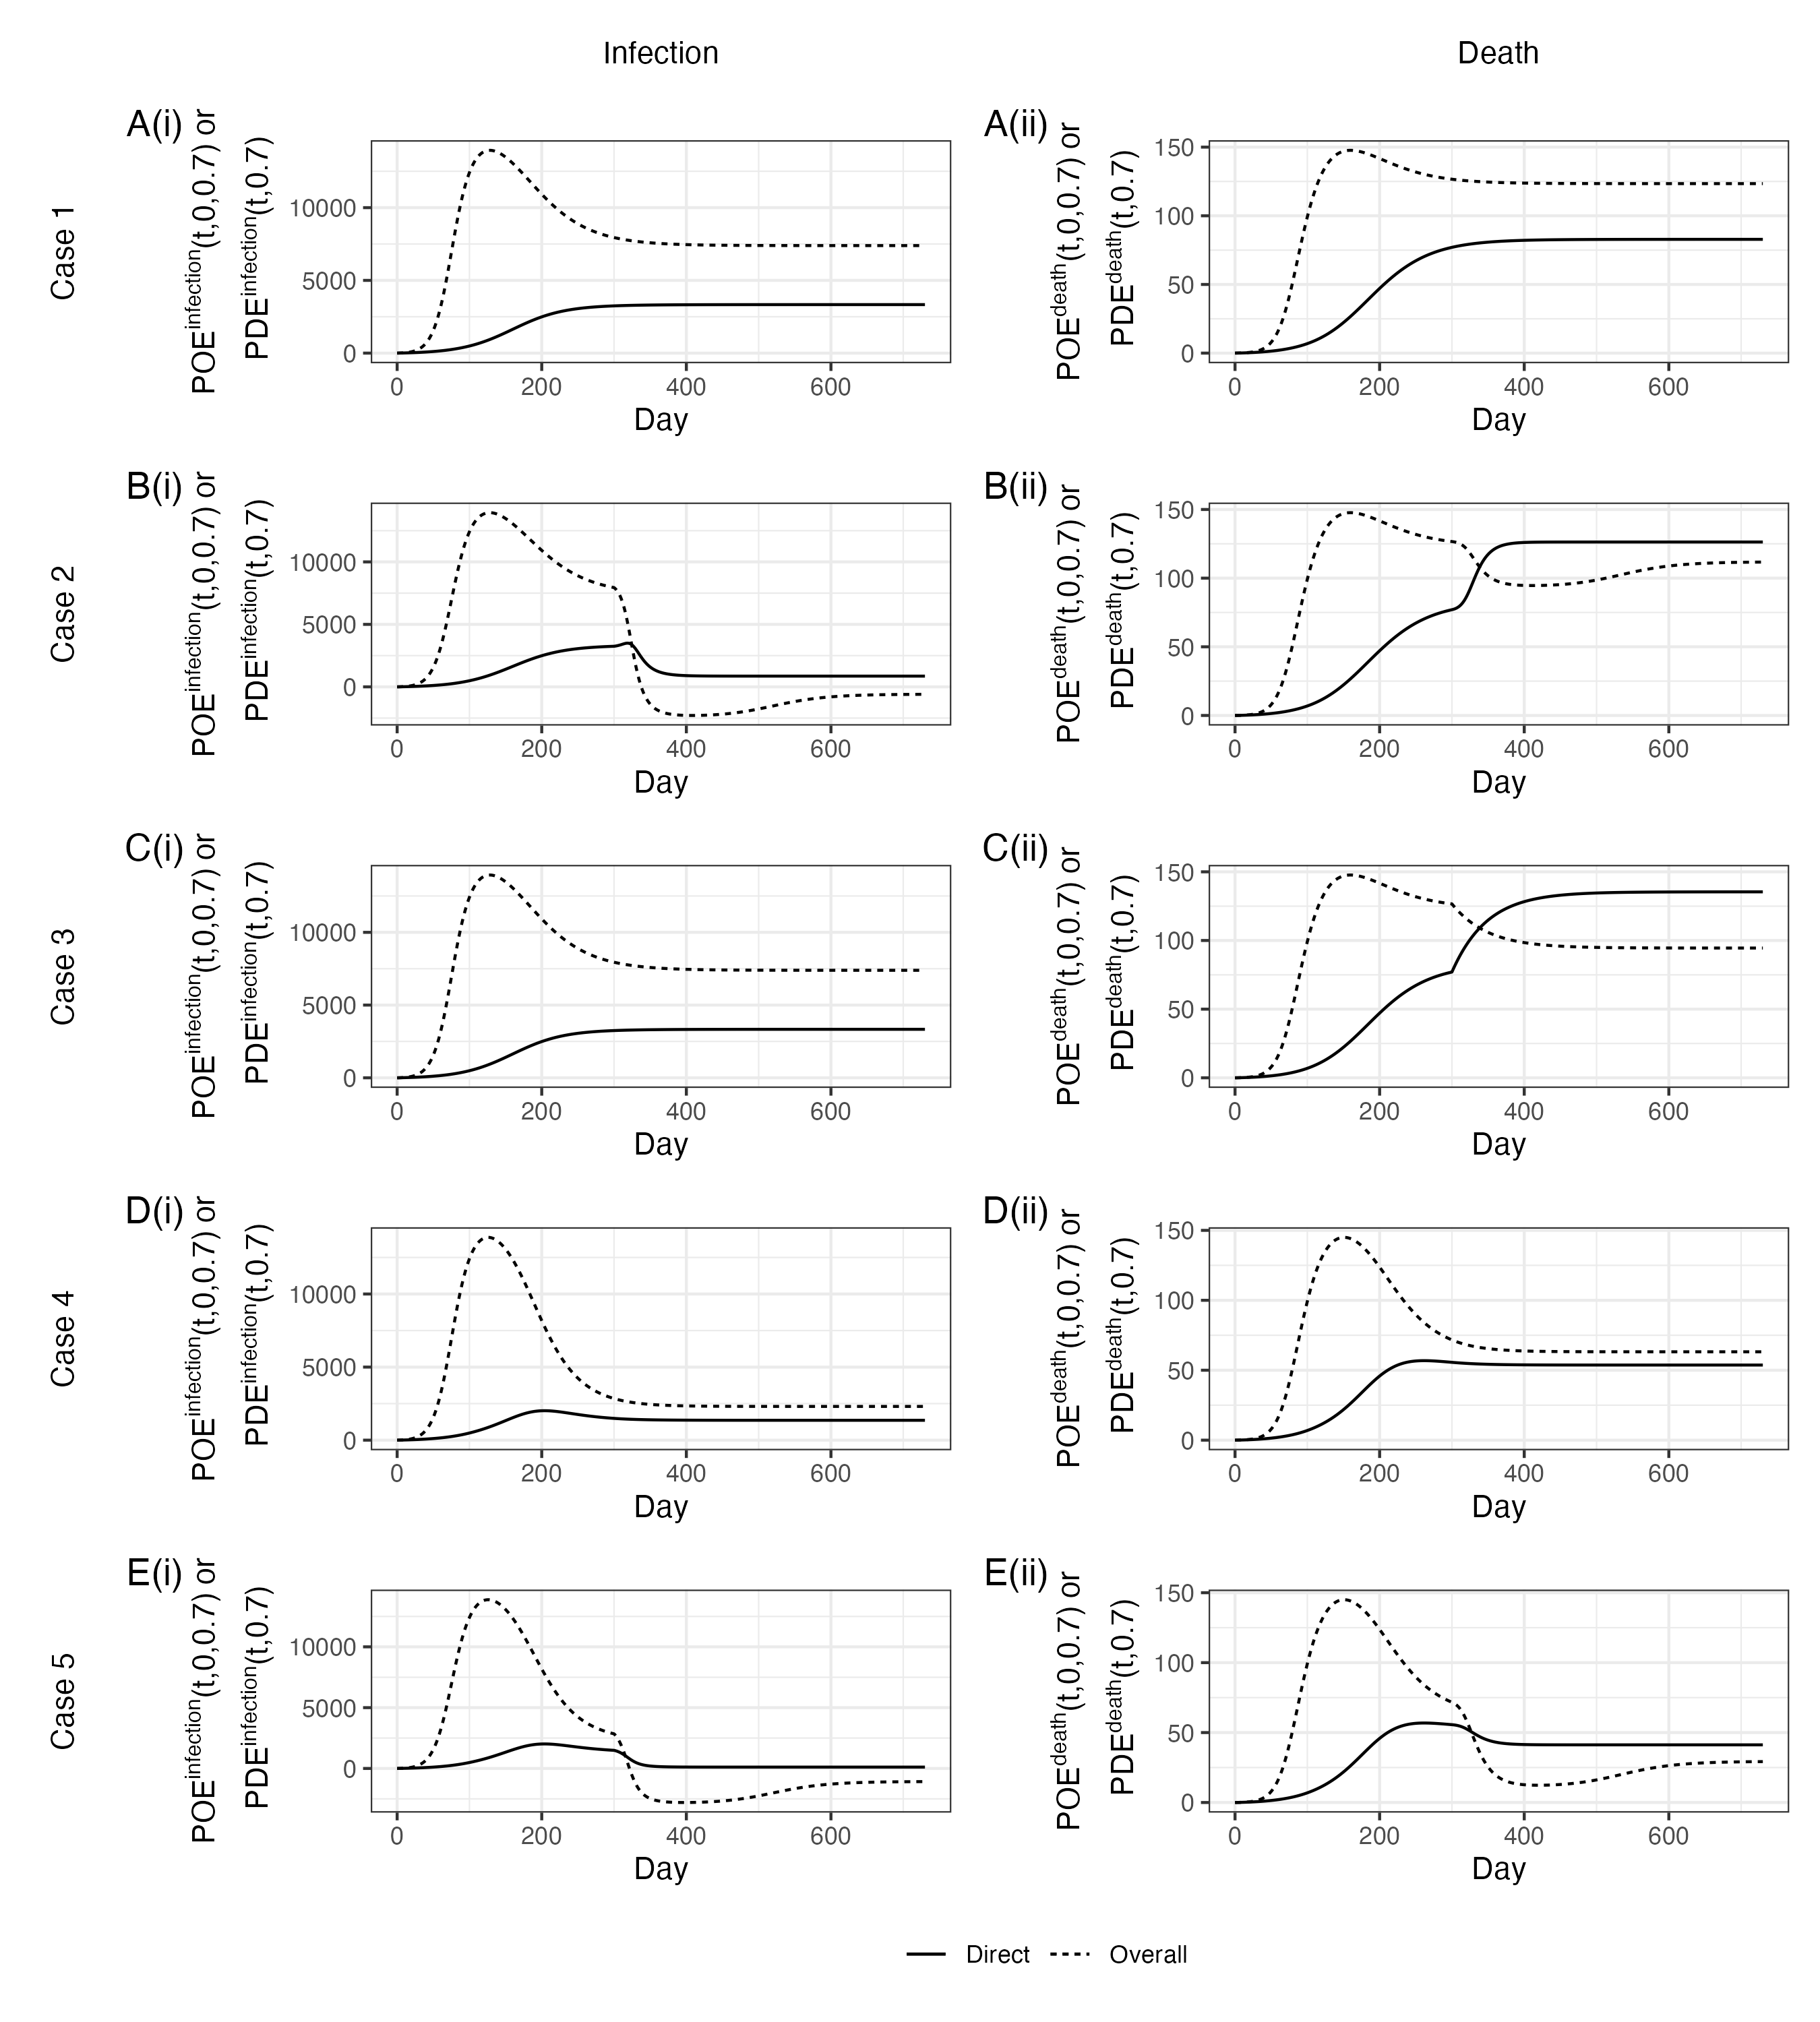 Infection
Death
Case 1
A(i)
POE^infection(t,0,0.7) or
PDE^infection(t,0.7)
10000
5000
0
0 200 400 600
Day
A(ii)
POE^death(t,0,0.7) or
PDE^death(t,0.7)
150
100
50
0
0 200 400 600
Day
Case 2
B(i)
POE^infection(t,0,0.7) or
PDE^infection(t,0.7)
10000
5000
0
0 200 400 600
Day
B(ii)
POE^death(t,0,0.7) or
PDE^death(t,0.7)
150
100
50
0
0 200 400 600
Day
Case 3
C(i)
POE^infection(t,0,0.7) or
PDE^infection(t,0.7)
10000
5000
0
0 200 400 600
Day
C(ii)
POE^death(t,0,0.7) or
PDE^death(t,0.7)
150
100
50
0
0 200 400 600
Day
Case 4
D(i)
POE^infection(t,0,0.7) or
PDE^infection(t,0.7)
10000
5000
0
0 200 400 600
Day
D(ii)
POE^death(t,0,0.7) or
PDE^death(t,0.7)
150
100
50
0
0 200 400 600
Day
Case 5
E(i)
POE^infection(t,0,0.7) or
PDE^infection(t,0.7)
10000
5000
0
0 200 400 600
Day
E(ii)
POE^death(t,0,0.7) or
PDE^death(t,0.7)
150
100
50
0
0 200 400 600
Day
Direct Overall